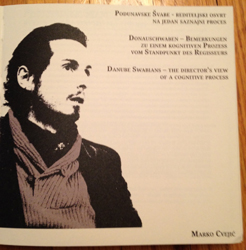 Podunavske Švabe - rediteljski osvrt
na jedan saznajni proces
Donauschwaben – Bemerkungen
zu einem kognitiven Prozess
vom Standpunkt des Regisseurs
Danube Swabians – the director's view
of a cognitive process
Marko Cvejić